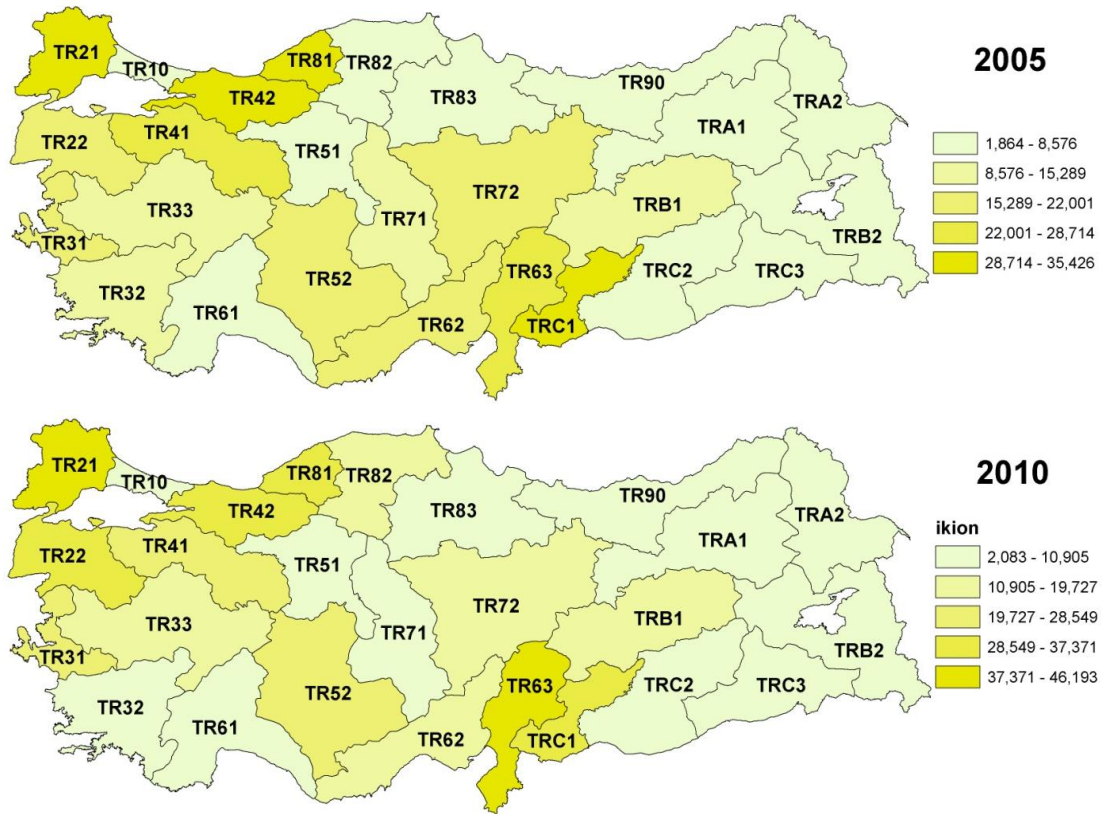 2005
TR21
TR10
TR81
TR82
TR42
TR83
TR90
TRA2
TRA1
TR41
TR22
TR51
TR72
TR71
TRB1
TR33
TR31
TRB2
TR63
TRC2
TRC3
TR52
TR32
TR61
TR62
TRC1
1,864 - 8,576
8,576 - 15,289
15,289 - 22,001
22,001 - 28,714
28,714 - 35,426
2010
TR21
TR10
TR81
TR82
TR42
TR83
TR90
TRA2
TRA1
TR41
TR22
TR51
TR72
TR71
TRB1
TR33
TR31
TRB2
TR63
TRC2
TRC3
TR52
TR32
TR61
TR62
TRC1
ikion
2,083 - 10,905
10,905 - 19,727
19,727 - 28,549
28,549 - 37,371
37,371 - 46,193